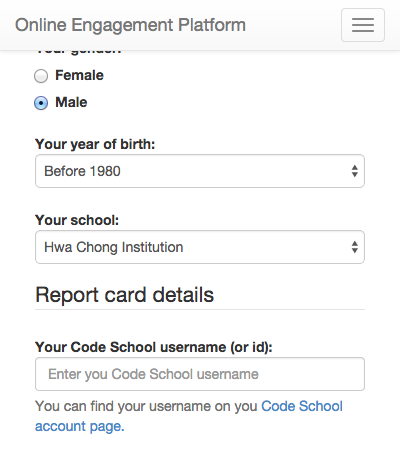 Online Engagement Platform
Your gender:
Female
Male
Your year of birth:
Before 1980
Your school:
Hwa Chong Institution
Report card details
Your Code School username (or id):
Enter you Code School username
You can find your username on you Code School
account page.